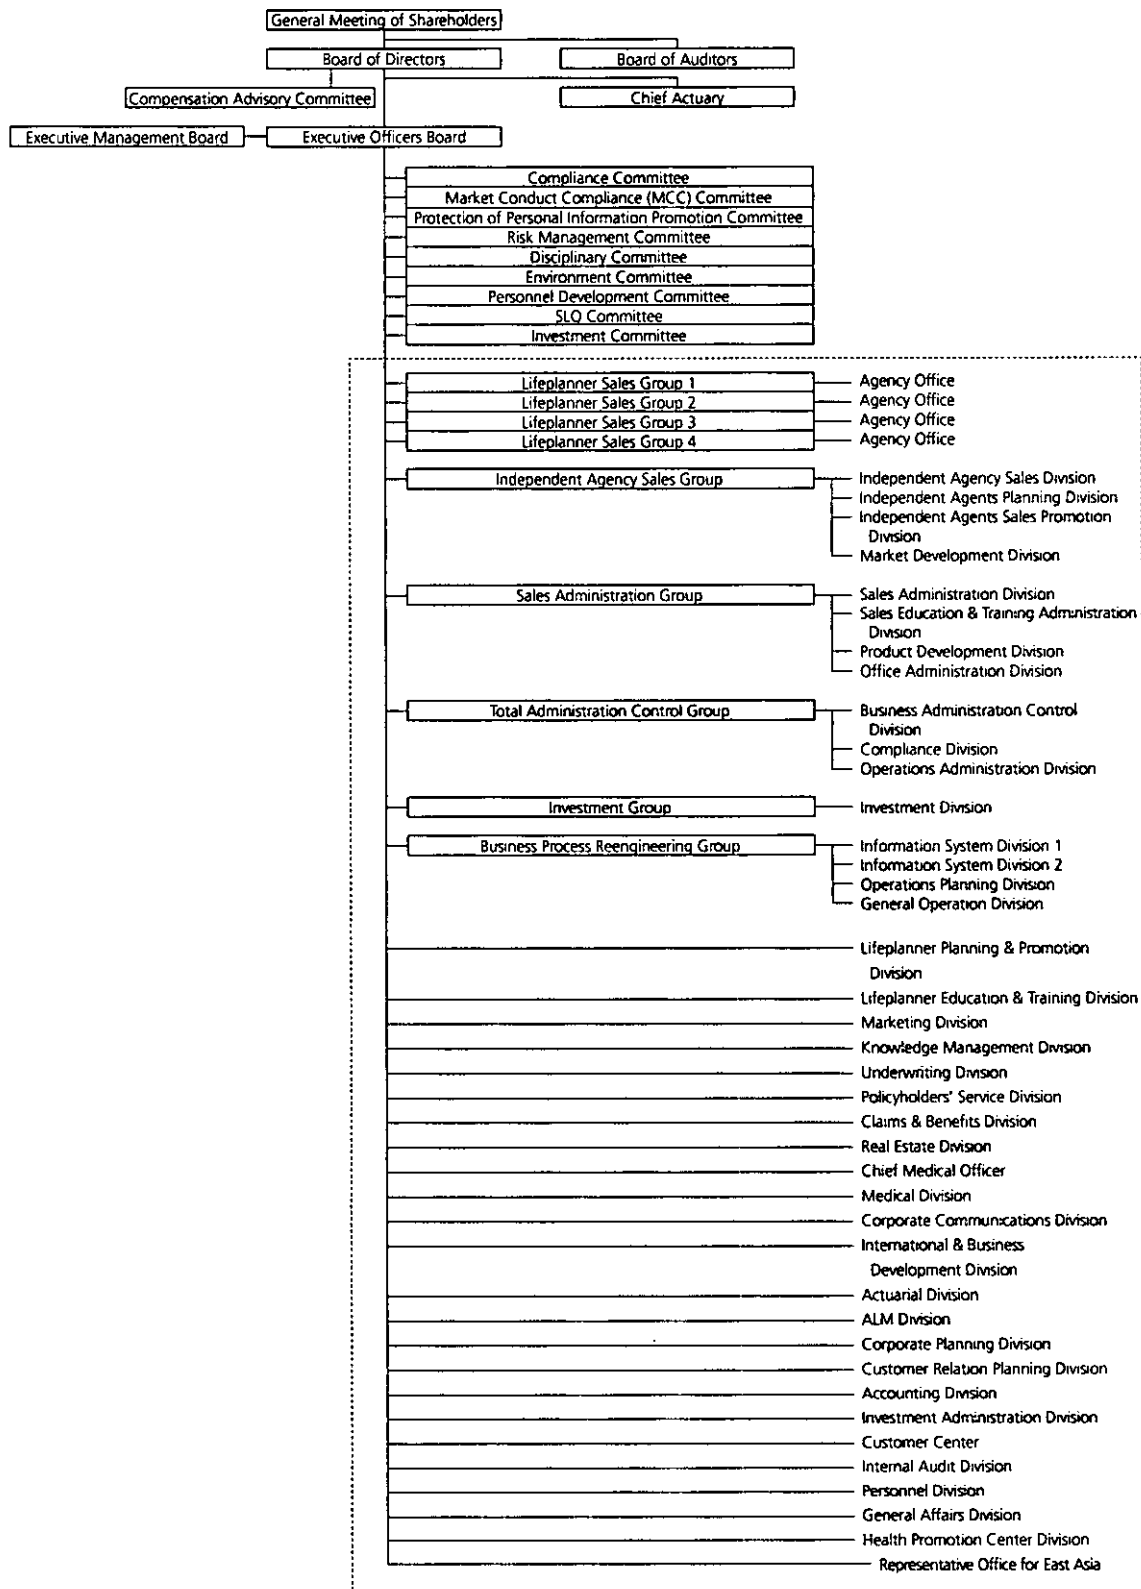 General Meeting of Shareholders
Board of Directors
Board of Auditors
Compensation Advisory Committee
Chief Actuary
Executive Management Board
Executive Officers Board
Compliance Committee
Market Conduct Compliance (MCC) Committee
Protection of Personal Information Promotion Committee
Risk Management Committee
Disciplinary Committee
Environment Committee
Personnel Development Committee
SLQ Committee
Investment Committee
Lifeplanner Sales Group 1
Agency Office
Lifeplanner Sales Group 2
Agency Office
Lifeplanner Sales Group 3
Agency Office
Lifeplanner Sales Group 4
Agency Office
Independent Agency Sales Group
Independent Agency Sales Division
Independent Agents Planning Division
Independent Agents Sales Promotion
Division
Market Development Division
Sales Administration Group
Sales Administration Division
Sales Education & Training Administration
Division
Product Development Division
Office Administration Division
Total Administration Control Group
Business Administration Control
Division
Compliance Division
Operations Administration Division
Investment Group
Investment Division
Business Process Reengineering Group
Information System Division 1
Information System Division 2
Operations Planning Division
General Operation Division
Lifeplanner Planning & Promotion
Division
Lifeplanner Education & Training Division
Marketing Division
Knowledge Management Division
Underwriting Division
Policyholders' Service Division
Claims & Benefits Division
Real Estate Division
Chief Medical Officer
Medical Division
Corporate Communications Division
International & Business
Development Division
Actuarial Division
ALM Division
Corporate Planning Division
Customer Relation Planning Division
Accounting Division
Investment Administration Division
Customer Center
Internal Audit Division
Personnel Division
General Affairs Division
Health Promotion Center Division
Representative Office for East Asia